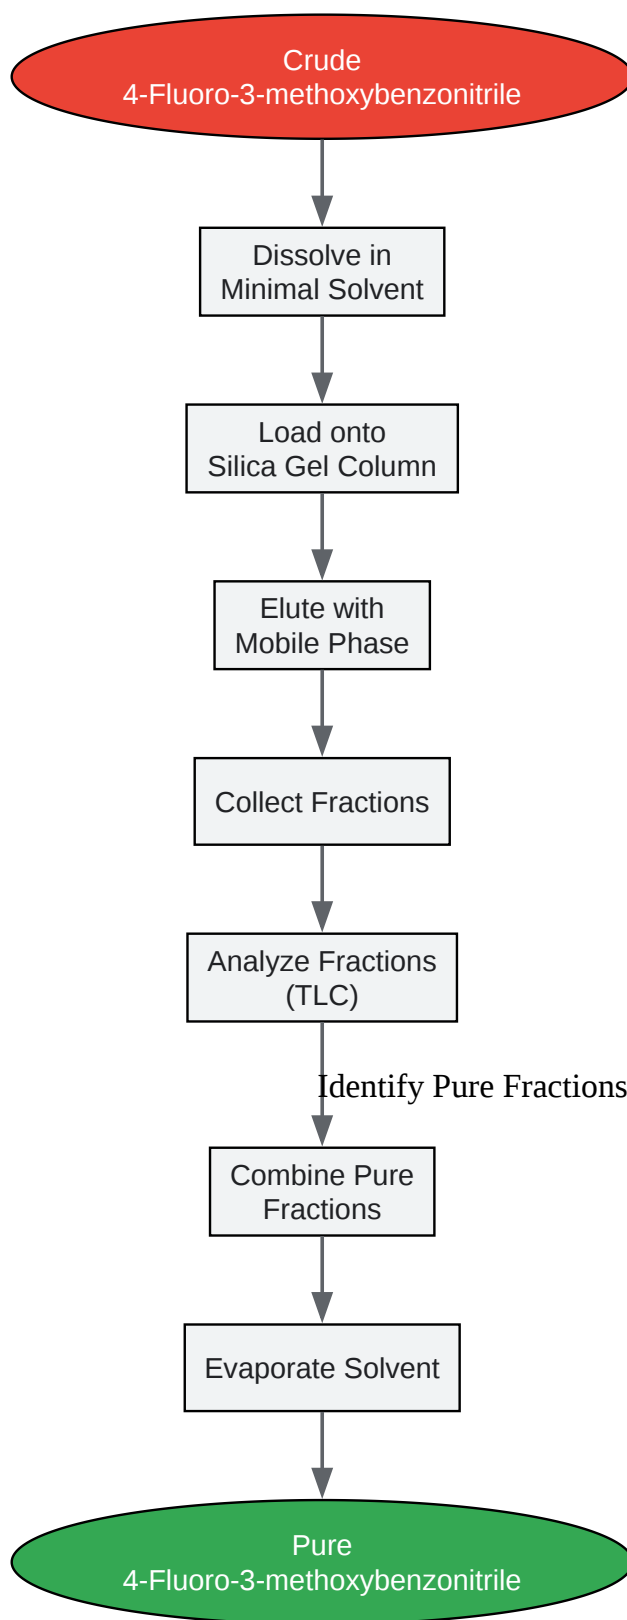 Crude
4-Fluoro-3-methoxybenzonitrile
Dissolve in
Minimal Solvent
Load onto
Silica Gel Column
Elute with
Mobile Phase
Collect Fractions
Analyze Fractions
(TLC)
Identify Pure Fractions
Combine Pure
Fractions
Evaporate Solvent
Pure
4-Fluoro-3-methoxybenzonitrile